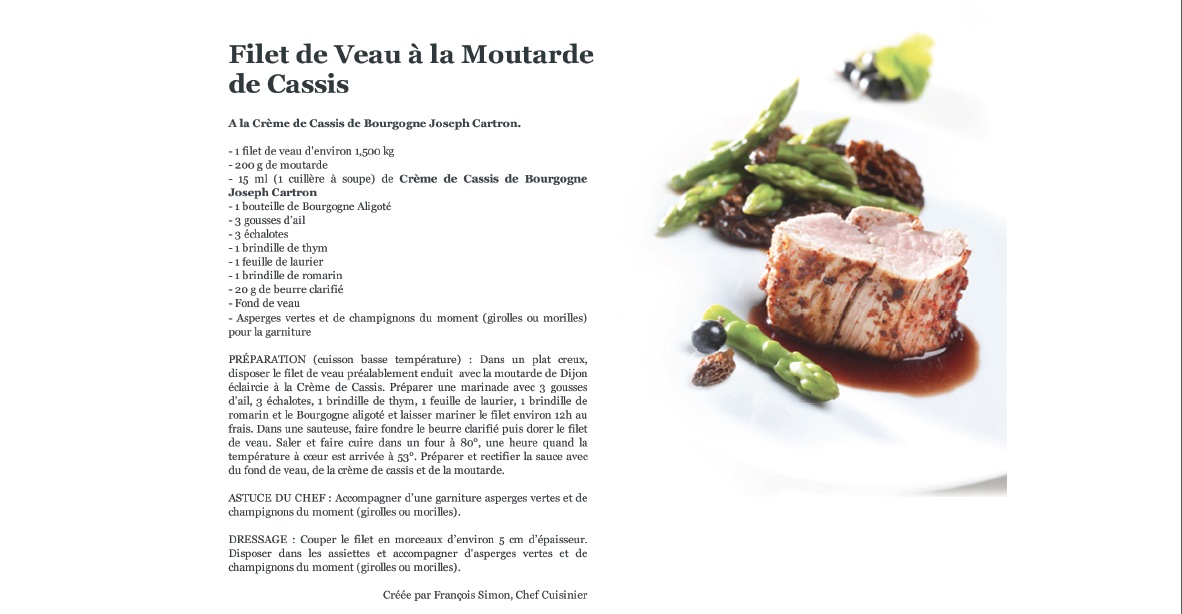 Filet de Veau à la Moutarde
de Cassis
A la Crème de Cassis de Bourgogne Joseph Cartron.
- 1 filet de veau d'environ 1,500 kg
- 200 g de moutarde
- 15 ml (1 cuillère à soupe) de Crème de Cassis de Bourgogne
Joseph Cartron
- 1 bouteille de Bourgogne Aligoté
- 3 gousses d'ail
- 3 échalotes
- 1 brindille de thym
- 1 feuille de laurier
- 1 brindille de romarin
- 20 g de beurre clarifié
- Fond de veau
- Asperges vertes et de champignons du moment (girolles ou morilles)
pour la garniture
PRÉPARATION (cuisson basse température) : Dans un plat creux,
disposer le filet de veau préalablement enduit avec la moutarde de Dijon
éclaircie à la Crème de Cassis. Préparer une marinade avec 3 gousses
d'ail, 3 échalotes, 1 brindille de thym, 1 feuille de laurier, 1 brindille de
romarin et le Bourgogne aligoté et laisser mariner le filet environ 12h au
frais. Dans une sauteuse, faire fondre le beurre clarifié puis dorer le filet
de veau. Saler et faire cuire dans un four à 80°, une heure quand la
température à cœur est arrivée à 53°. Préparer et rectifier la sauce avec
du fond de veau, de la crème de cassis et de la moutarde.
ASTUCE DU CHEF : Accompagner d'une garniture asperges vertes et de
champignons du moment (girolles ou morilles).
DRESSAGE : Couper le filet en morceaux d'environ 5 cm d'épaisseur.
Disposer dans les assiettes et accompagner d'asperges vertes et de
champignons du moment (girolles ou morilles).
Créée par François Simon, Chef Cuisinier